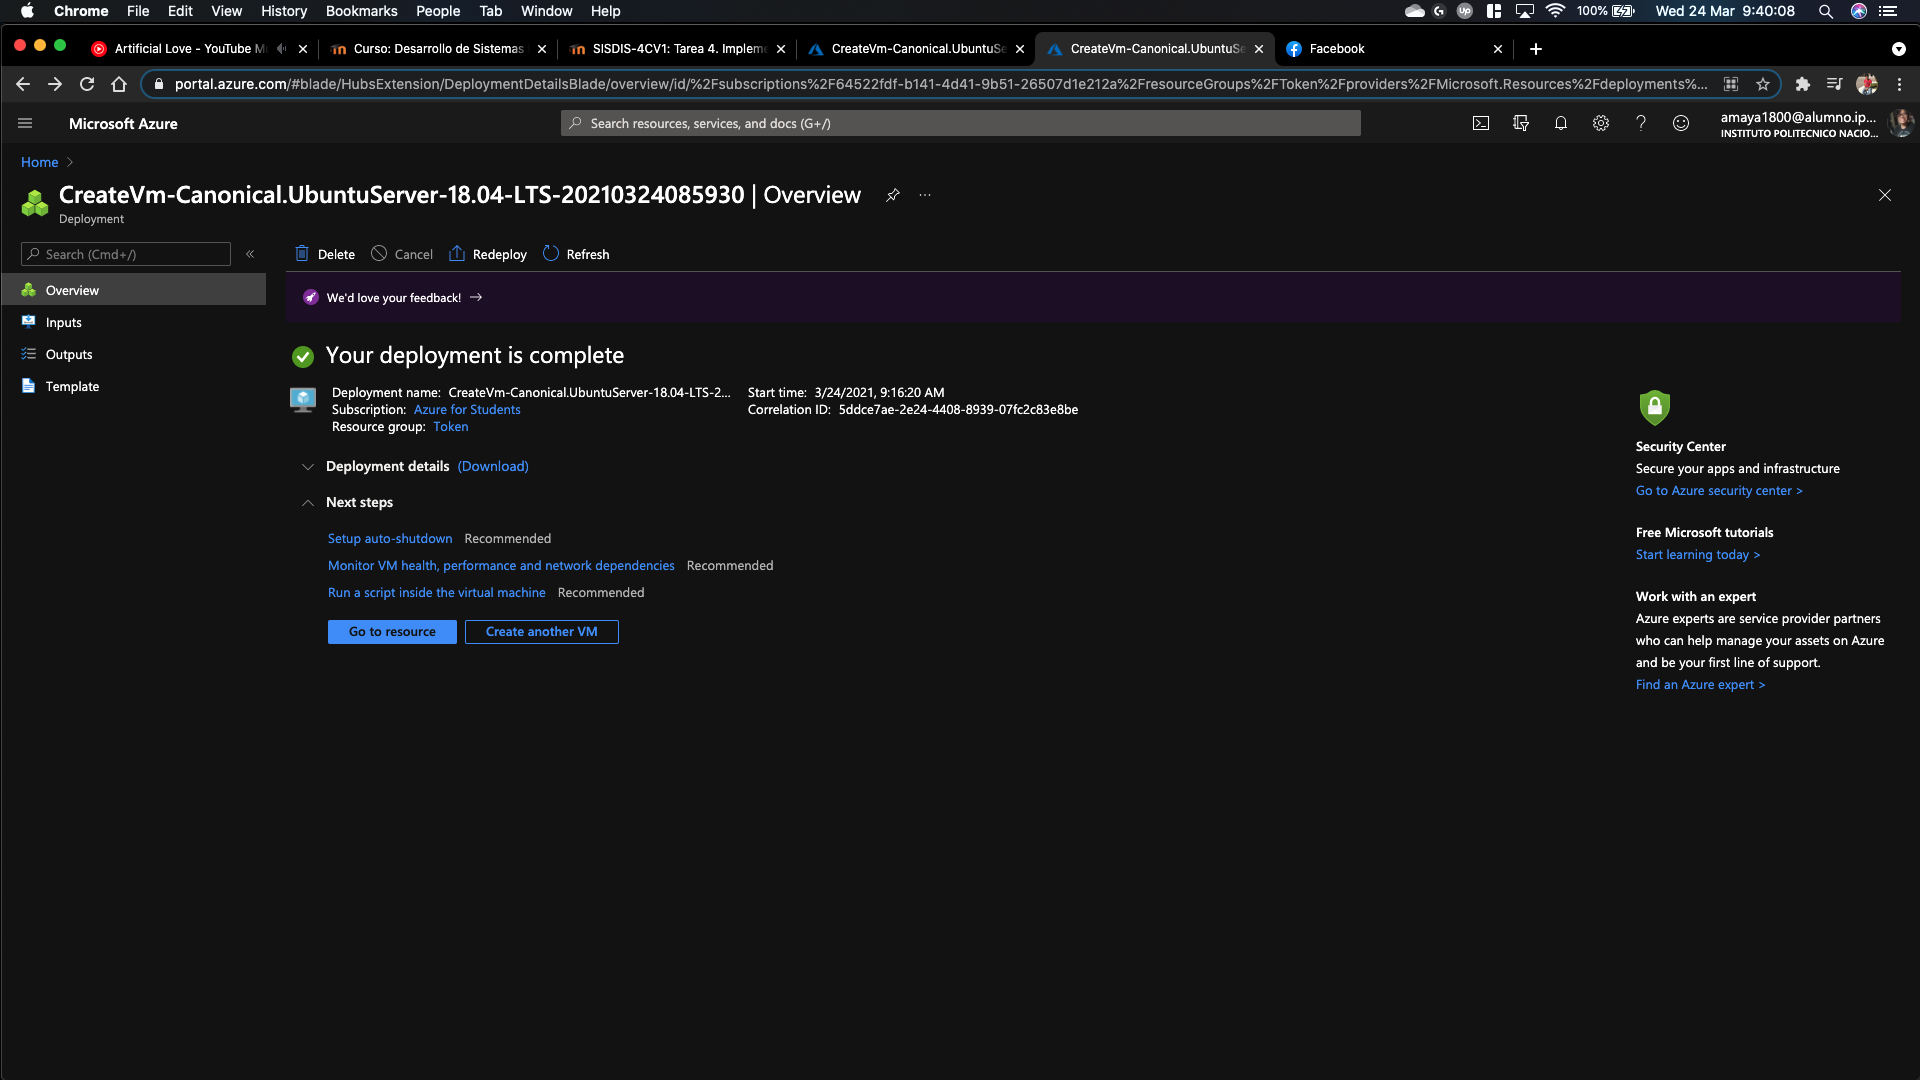 Chrome File Edit View History Bookmarks People Tab Window Help
100% Wed 24 Mar 9:40:08
Artificial Love - YouTube M
Curso: Desarrollo de Sistemas
SISDIS-4CV1: Tarea 4. Impleme
CreateVm-Canonical.UbuntuSe
CreateVm-Canonical.UbuntuSe
Facebook
portal.azure.com/#blade/HubsExtension/DeploymentDetailsBlade/overview/id/%2Fsubscriptions%2F64522fdf-b141-4d41-9b51-26507d1e212a%2FresourceGroups%2FToken%2Fproviders%2FMicrosoft.Resources%2Fdeployments%...
Microsoft Azure
Search resources, services, and docs (G+/)
amaya1800@alumno.ip...
INSTITUTO POLITECNICO NACIO...
Home
CreateVm-Canonical.UbuntuServer-18.04-LTS-20210324085930 | Overview
Deployment
Search (Cmd+/)
Overview
Inputs
Outputs
Template
Delete Cancel Redeploy Refresh
We'd love your feedback!
Your deployment is complete
Deployment name: CreateVm-Canonical.UbuntuServer-18.04-LTS-2...
Subscription: Azure for Students
Resource group: Token
Start time: 3/24/2021, 9:16:20 AM
Correlation ID: 5ddce7ae-2e24-4408-8939-07fc2c83e8be
Deployment details (Download)
Next steps
Setup auto-shutdown Recommended
Monitor VM health, performance and network dependencies Recommended
Run a script inside the virtual machine Recommended
Go to resource
Create another VM
Security Center
Secure your apps and infrastructure
Go to Azure security center >
Free Microsoft tutorials
Start learning today >
Work with an expert
Azure experts are service provider partners
who can help manage your assets on Azure
and be your first line of support.
Find an Azure expert >